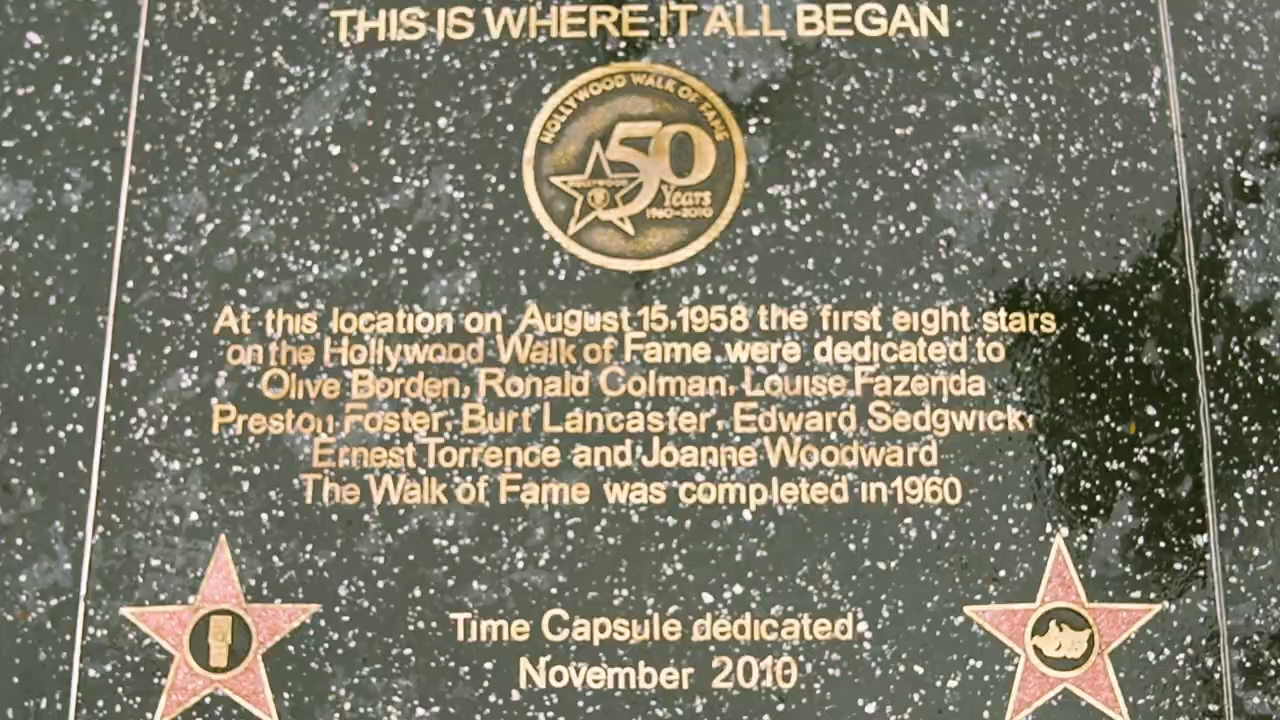 THIS IS WHERE IT ALL BEGAN
HOLLYWOOD WALK OF FAME
50
HOLLYWOOD
Years
1960-2010
At this location on August 15, 1958 the first eight stars
on the Hollywood Walk of Fame were dedicated to
Olive Borden, Ronald Colman, Louise Fazenda
Preston Foster, Burt Lancaster, Edward Sedgwick,
Ernest Torrence and Joanne Woodward
The Walk of Fame was completed in 1960
Time Capsule dedicated
November 2010